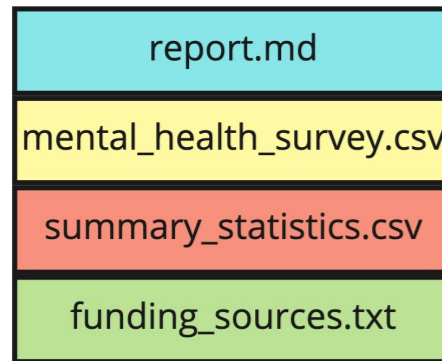 report.md
mental_health_survey.csv
summary_statistics.csv
funding_sources.txt